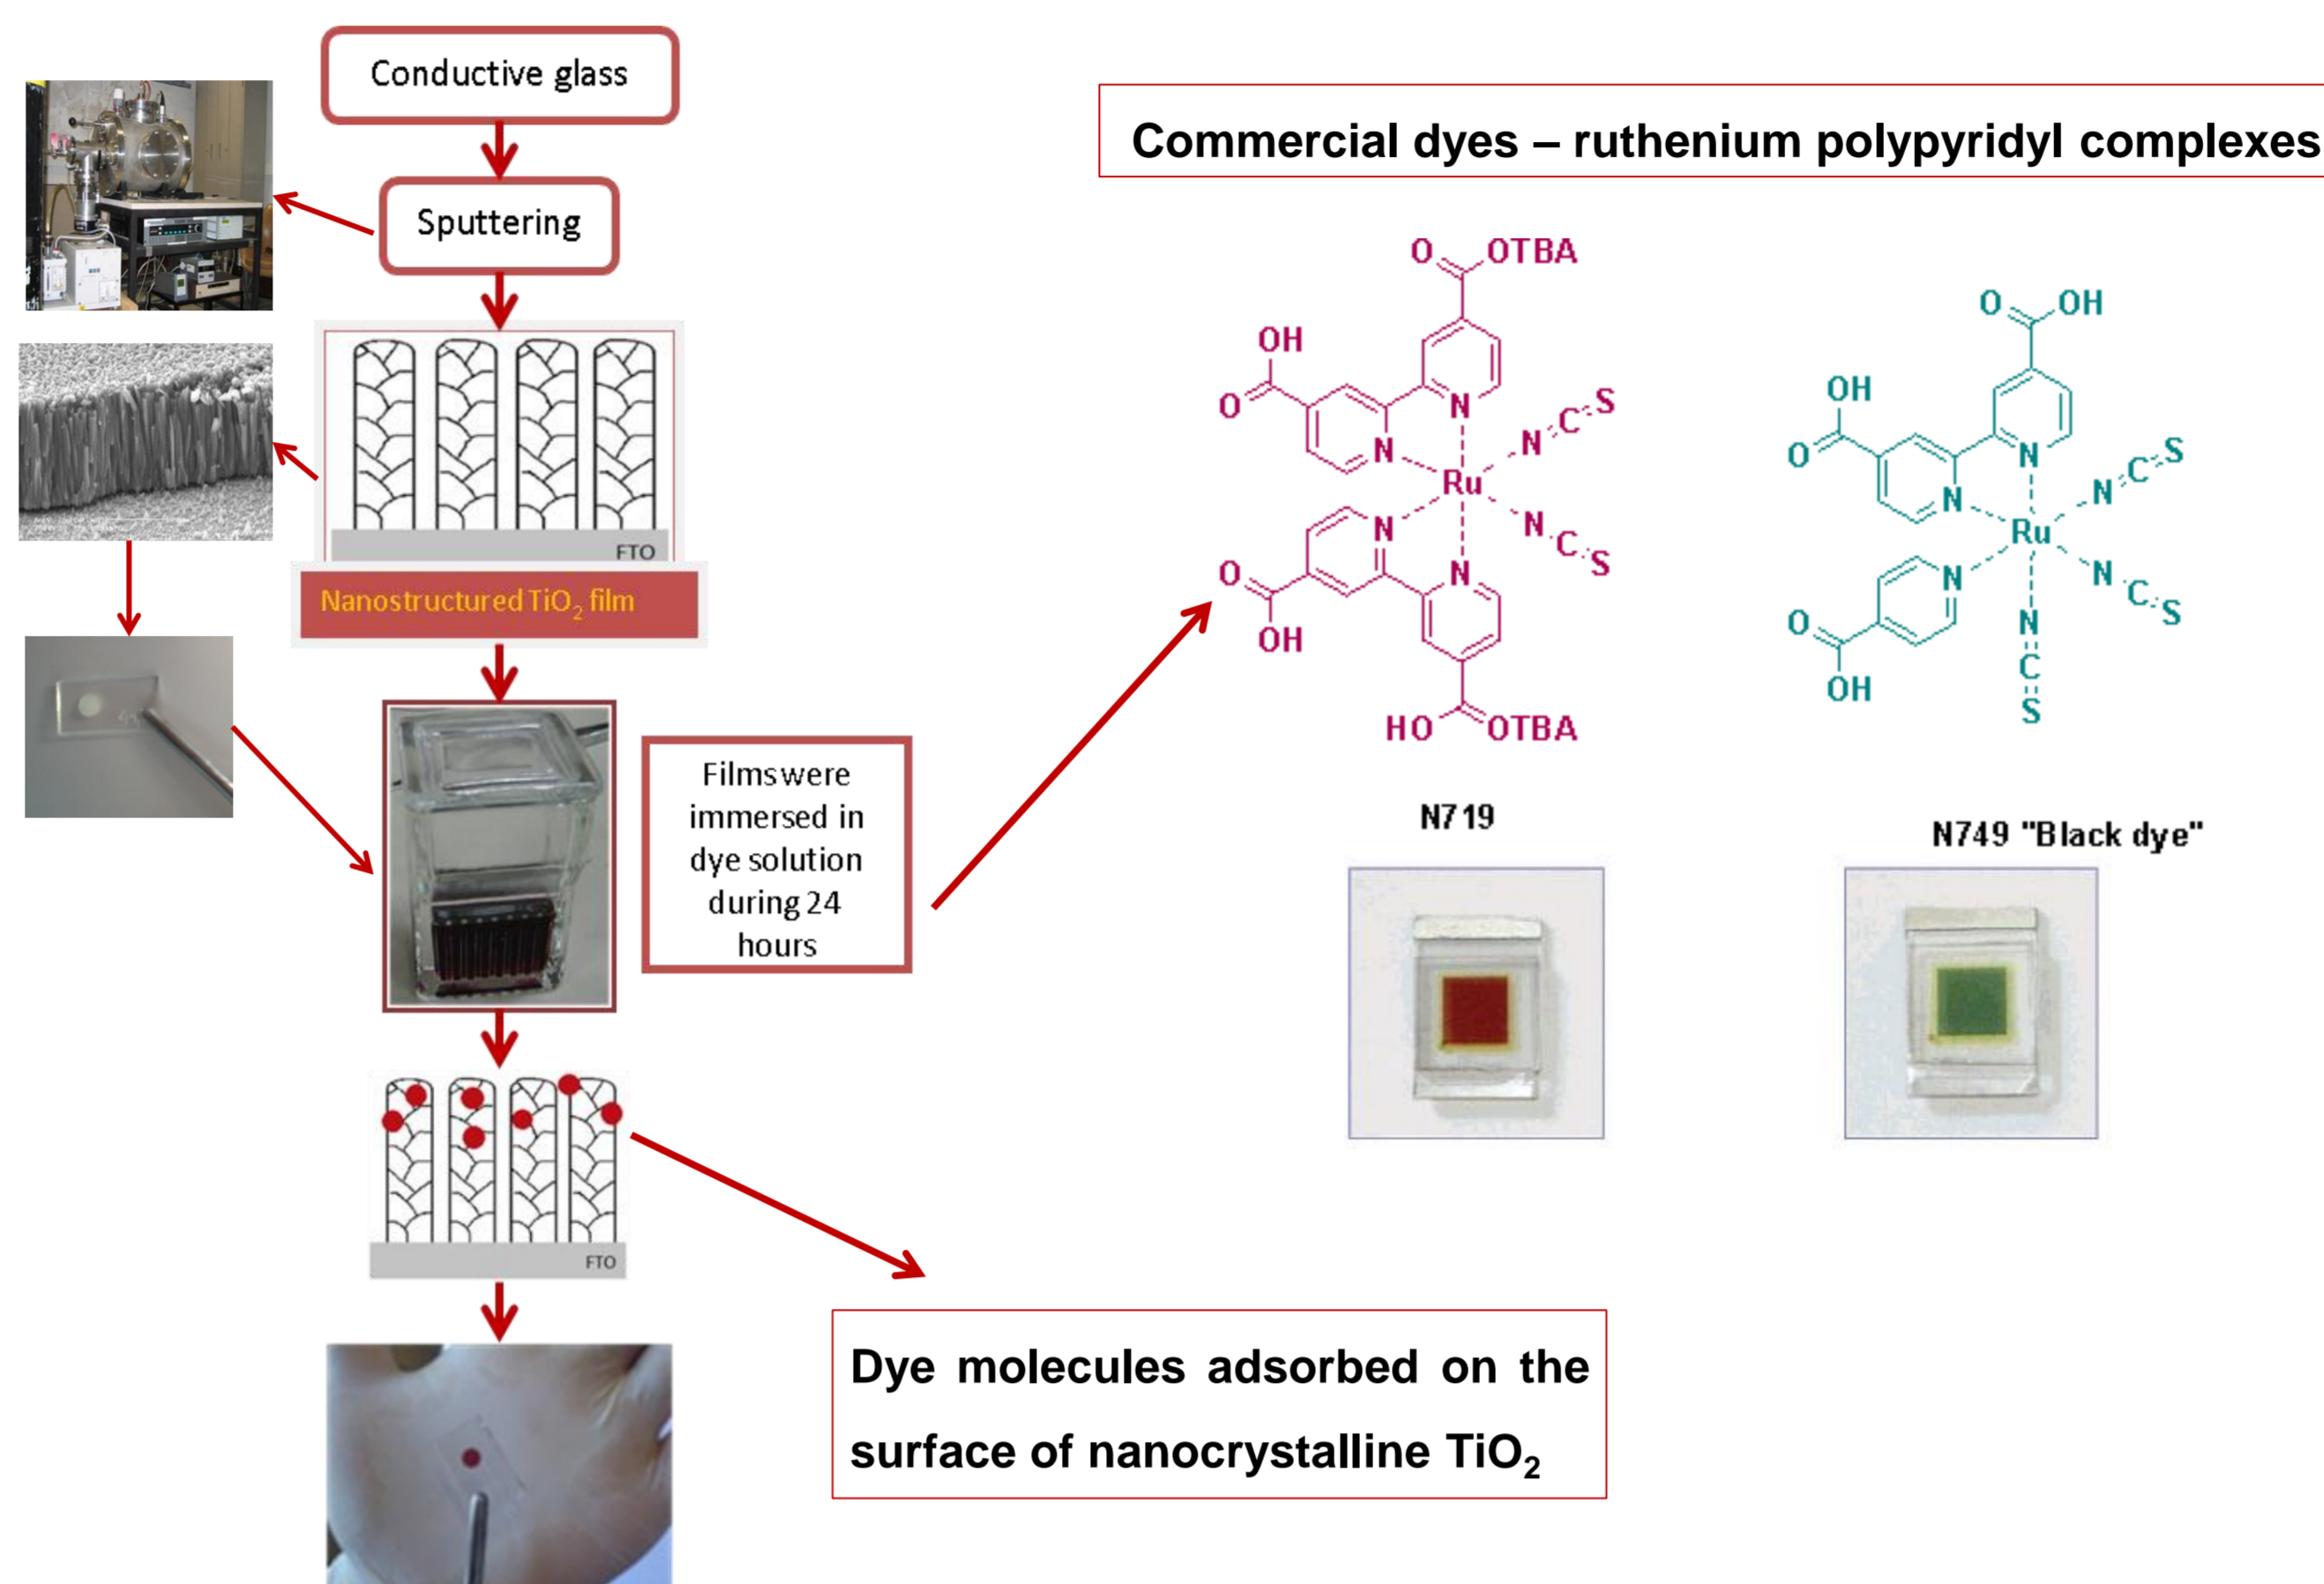 Conductive glass
Sputtering
FTO
Nanostructured TiO₂ film
Films were
immersed in
dye solution
during 24
hours
FTO
Dye molecules adsorbed on the
surface of nanocrystalline TiO₂
Commercial dyes – ruthenium polypyridyl complexes
O OTBA
OH
O
N
N
N C S
Ru
N C S
N
N
O
OH
HO OTBA
N719
O OH
OH
O
N
N
N C S
Ru
N C S
N
N
C
S
O
OH
N749 "Black dye"